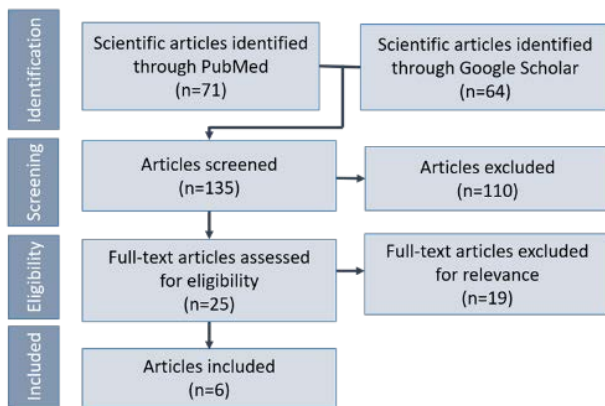 Identification
Scientific articles identified
through PubMed
(n=71)
Scientific articles identified
through Google Scholar
(n=64)
Screening
Articles screened
(n=135)
Articles excluded
(n=110)
Eligibility
Full-text articles assessed
for eligibility
(n=25)
Full-text articles excluded
for relevance
(n=19)
Included
Articles included
(n=6)